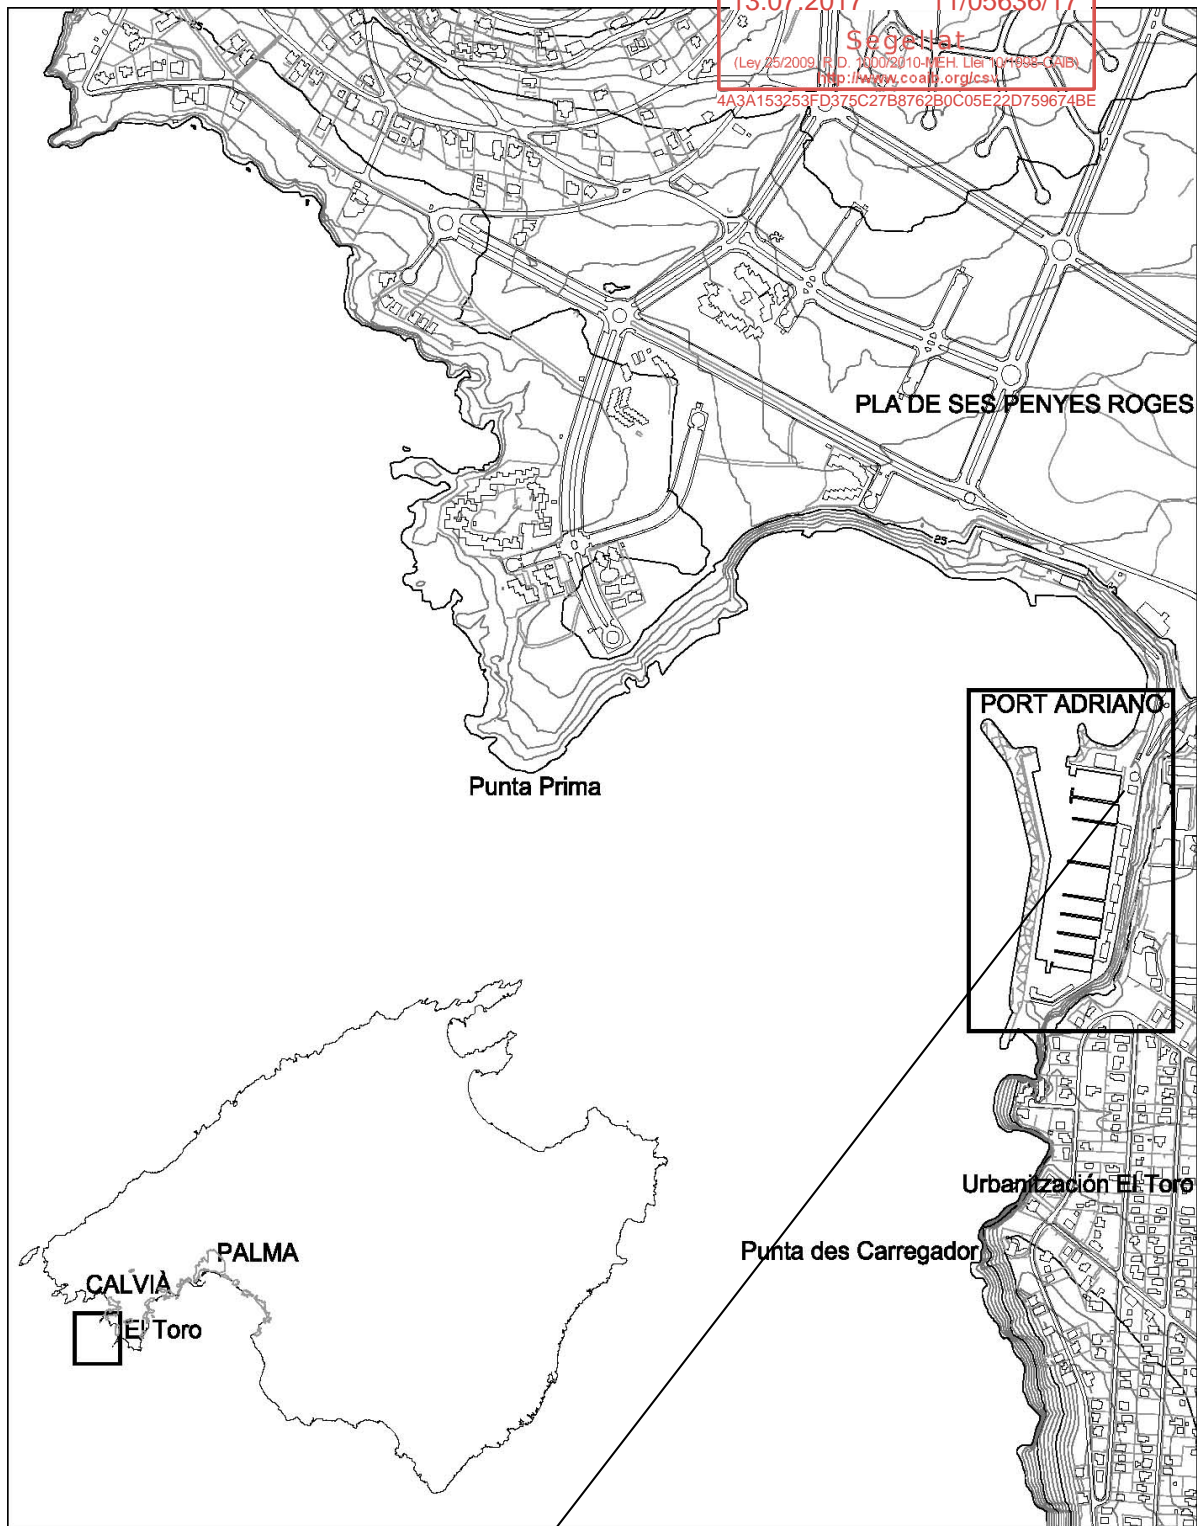 13.07.2017 11/05636/17
Segellat
(Ley 25/2009, R.D. 1000/2010-MEH. Llei 10/1998-CAIB)
http://www.coaib.org/csv
4A3A153253FD375C27B8762B0C05E22D759674BE
PLA DE SES PENYES ROGES
25
PORT ADRIANO
Punta Prima
Urbanització​n El Toro
Punta des Carregador
PALMA
CALVIÀ
El Toro